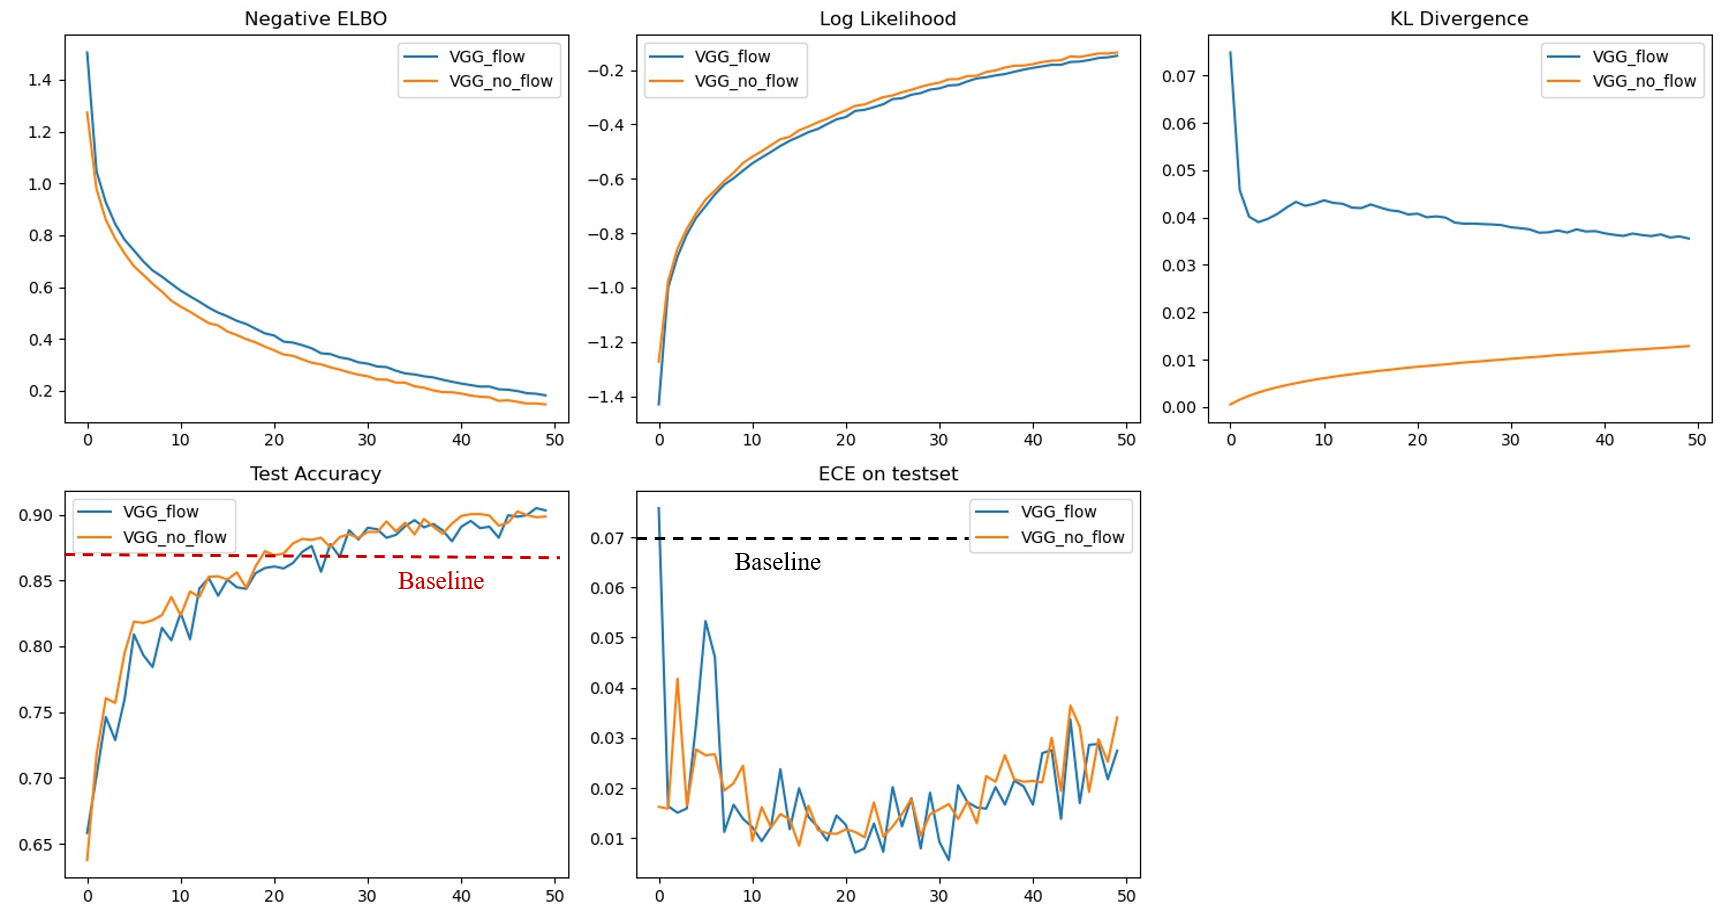 Negative ELBO
VGG_flow
VGG_no_flow
1.4
1.2
1.0
0.8
0.6
0.4
0.2
0 10 20 30 40 50
Log Likelihood
VGG_flow
VGG_no_flow
−0.2
−0.4
−0.6
−0.8
−1.0
−1.2
−1.4
0 10 20 30 40 50
KL Divergence
VGG_flow
VGG_no_flow
0.07
0.06
0.05
0.04
0.03
0.02
0.01
0.00
0 10 20 30 40 50
Test Accuracy
VGG_flow
VGG_no_flow
Baseline
0.90
0.85
0.80
0.75
0.70
0.65
0 10 20 30 40 50
ECE on testset
VGG_flow
VGG_no_flow
Baseline
0.07
0.06
0.05
0.04
0.03
0.02
0.01
0 10 20 30 40 50